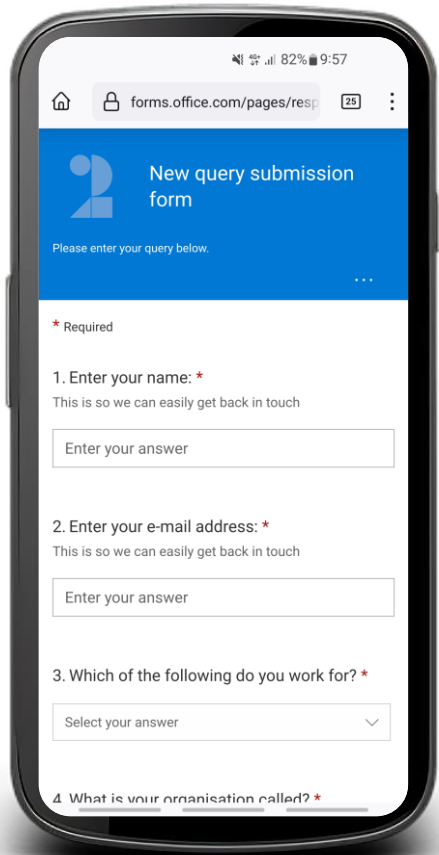 4G+ 82% 9:57
forms.office.com/pages/resp
25
New query submission
form
Please enter your query below.
...
* Required
1. Enter your name: *
This is so we can easily get back in touch
Enter your answer
2. Enter your e-mail address: *
This is so we can easily get back in touch
Enter your answer
3. Which of the following do you work for? *
Select your answer
4. What is your organisation called? *